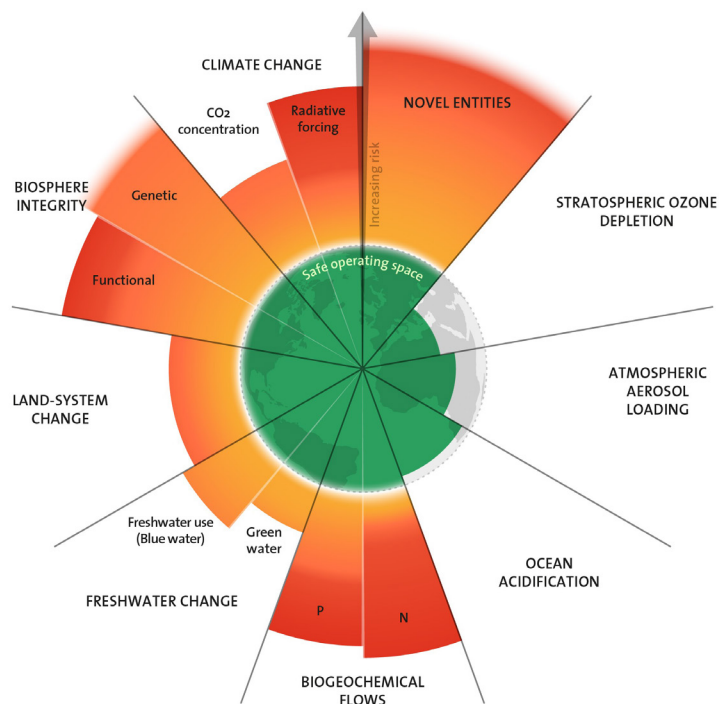 CLIMATE CHANGE
CO2
concentration
Radiative
forcing
NOVEL ENTITIES
Increasing risk
BIOSPHERE
INTEGRITY
Genetic
Functional
STRATOSPHERIC OZONE
DEPLETION
Safe operating space
LAND-SYSTEM
CHANGE
ATMOSPHERIC
AEROSOL
LOADING
Freshwater use
(Blue water)
Green
water
FRESHWATER CHANGE
OCEAN
ACIDIFICATION
P
N
BIOGEOCHEMICAL
FLOWS